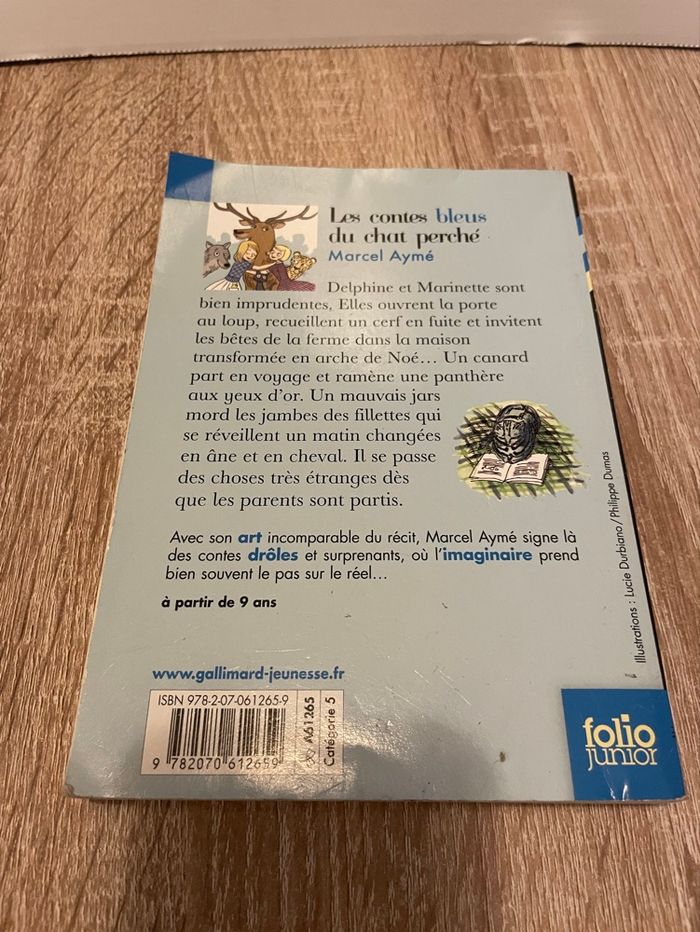 Les contes bleus
du chat perché
Marcel Aymé
Delphine et Marinette sont
bien imprudentes. Elles ouvrent la porte
au loup, recueillent un cerf en fuite et invitent
les bêtes de la ferme dans la maison
transformée en arche de Noé... Un canard
part en voyage et ramène une panthère
aux yeux d'or. Un mauvais jars
mord les jambes des fillettes qui
se réveillent un matin changées
en âne et en cheval. Il se passe
des choses très étranges dès
que les parents sont partis.
Avec son art incomparable du récit, Marcel Aymé signe là
des contes drôles et surprenants, où l'imaginaire prend
bien souvent le pas sur le réel...
à partir de 9 ans
Illustrations : Lucie Durbiano/Philippe Dumas
www.gallimard-jeunesse.fr
ISBN 978-2-07-061265-9
9 782070 612659
A61265
Catégorie 5
folio
junior